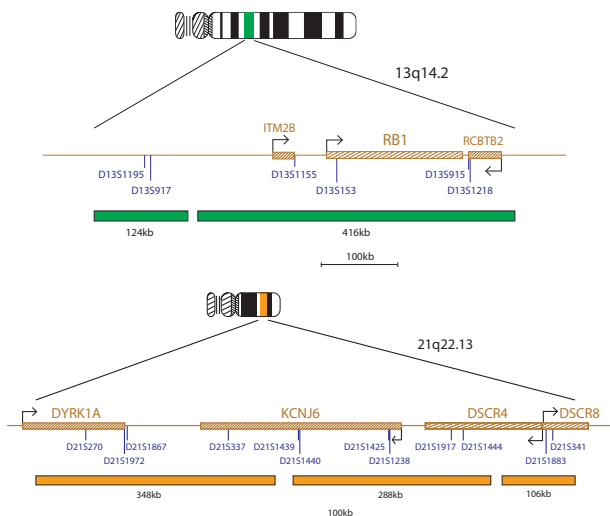 13q14.2
ITM2B
RB1
RCBTB2
D13S1195
D13S917
D13S1155
D13S153
D13S915
D13S1218
124kb
416kb
100kb
21q22.13
DYRK1A
KCNJ6
DSCR4
DSCR8
D21S270
D21S1867
D21S1972
D21S337
D21S1439
D21S1440
D21S1425
D21S1238
D21S1917
D21S1444
D21S341
D21S1883
348kb
288kb
106kb
100kb